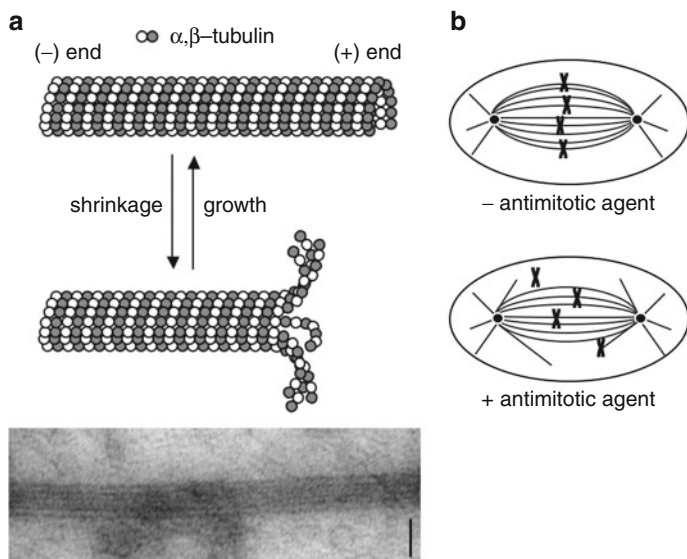 a
α,β–tubulin
(–) end
(+) end
shrinkage
growth
b
– antimitotic agent
+ antimitotic agent